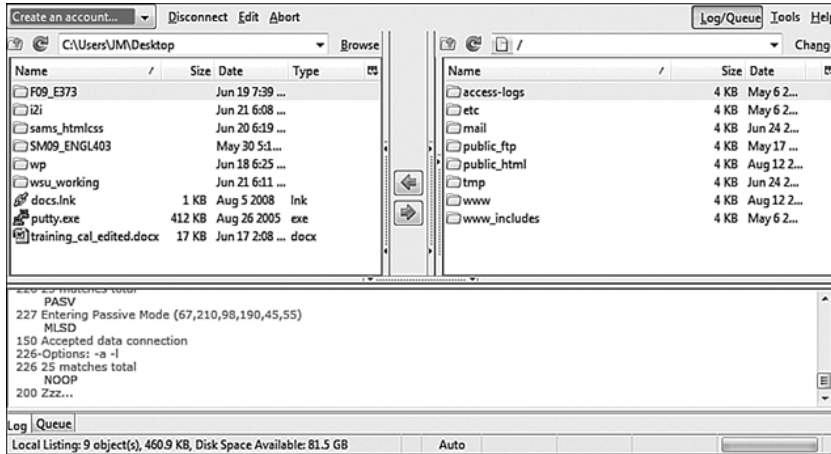 Create an account... Disconnect Edit Abort Log/Queue Tools Help
C:\Users\JM\Desktop Browse / Chang
Name / Size Date Type Name / Size Date
F09_E373 Jun 19 7:39 ... access-logs 4 KB May 6 2...
i2i Jun 21 6:08 ... etc 4 KB May 6 2...
sams_htmlcss Jun 20 6:19 ... mail 4 KB Jun 24 2...
SM09_ENGL403 May 30 5:1... public_ftp 4 KB May 17 ...
wp Jun 18 6:25 ... public_html 4 KB Aug 12 2...
wsu_working Jun 21 6:11 ... tmp 4 KB Jun 24 2...
docs.lnk 1 KB Aug 5 2008 lnk www 4 KB Aug 12 2...
putty.exe 412 KB Aug 26 2005 exe www_includes 4 KB May 6 2...
training_cal_edited.docx 17 KB Jun 17 2:08 ... docx
226 25 matches total
PASV
227 Entering Passive Mode (67,210,98,190,45,55)
MLSD
150 Accepted data connection
226-Options: -a -l
226 25 matches total
NOOP
200 Zzz...
Log Queue
Local Listing: 9 object(s), 460.9 KB, Disk Space Available: 81.5 GB Auto